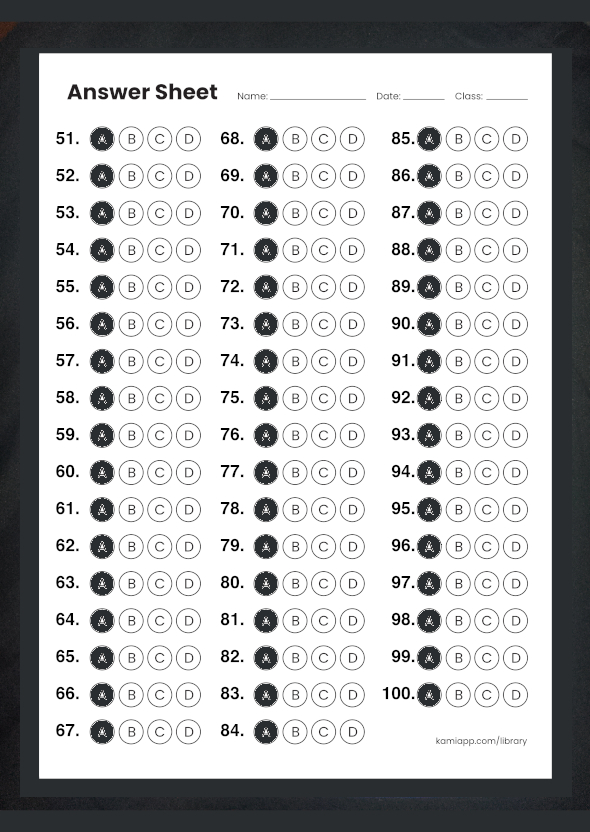 Answer Sheet Name: Date: Class:
51. A B C D 68. A B C D 85. A B C D
52. A B C D 69. A B C D 86. A B C D
53. A B C D 70. A B C D 87. A B C D
54. A B C D 71. A B C D 88. A B C D
55. A B C D 72. A B C D 89. A B C D
56. A B C D 73. A B C D 90. A B C D
57. A B C D 74. A B C D 91. A B C D
58. A B C D 75. A B C D 92. A B C D
59. A B C D 76. A B C D 93. A B C D
60. A B C D 77. A B C D 94. A B C D
61. A B C D 78. A B C D 95. A B C D
62. A B C D 79. A B C D 96. A B C D
63. A B C D 80. A B C D 97. A B C D
64. A B C D 81. A B C D 98. A B C D
65. A B C D 82. A B C D 99. A B C D
66. A B C D 83. A B C D 100. A B C D
67. A B C D 84. A B C D
kamiapp.com/library